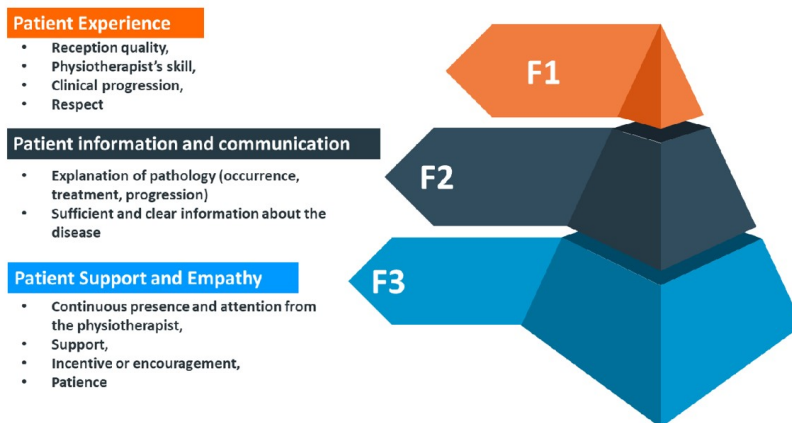 Patient Experience
• Reception quality,
• Physiotherapist's skill,
• Clinical progression,
• Respect
F1
Patient information and communication
• Explanation of pathology (occurrence,
treatment, progression)
• Sufficient and clear information about the
disease
F2
Patient Support and Empathy
• Continuous presence and attention from
the physiotherapist,
• Support,
• Incentive or encouragement,
• Patience
F3